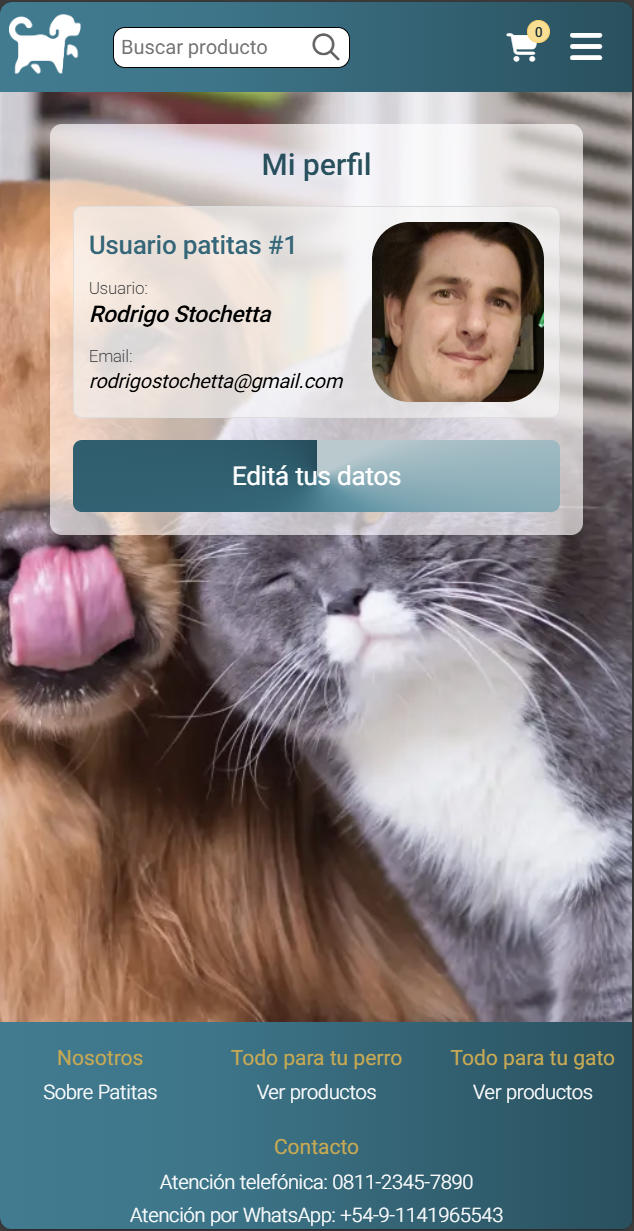 Buscar producto
0
Mi perfil
Usuario patitas #1
Usuario:
Rodrigo Stochetta
Email:
rodrigostochetta@gmail.com
Editá tus datos
Nosotros
Todo para tu perro
Todo para tu gato
Sobre Patitas
Ver productos
Ver productos
Contacto
Atención telefónica: 0811-2345-7890
Atención por WhatsApp: +54-9-1141965543